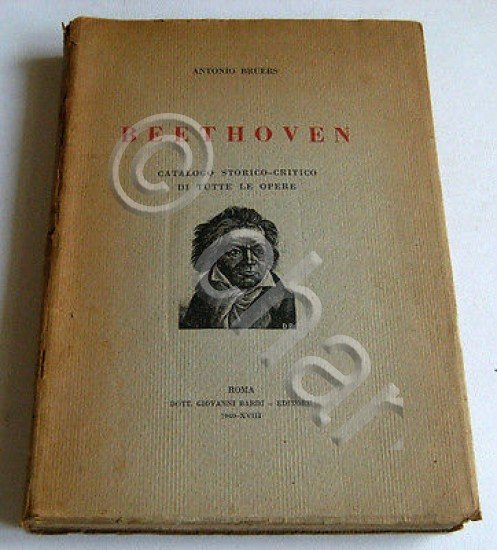 ANTONIO BRUERS
BEETHOVEN
CATALOGO STORICO-CRITICO
DI TUTTE LE OPERE
ROMA
DOTT. GIOVANNI BARDI - EDITORE
1940-XVIII